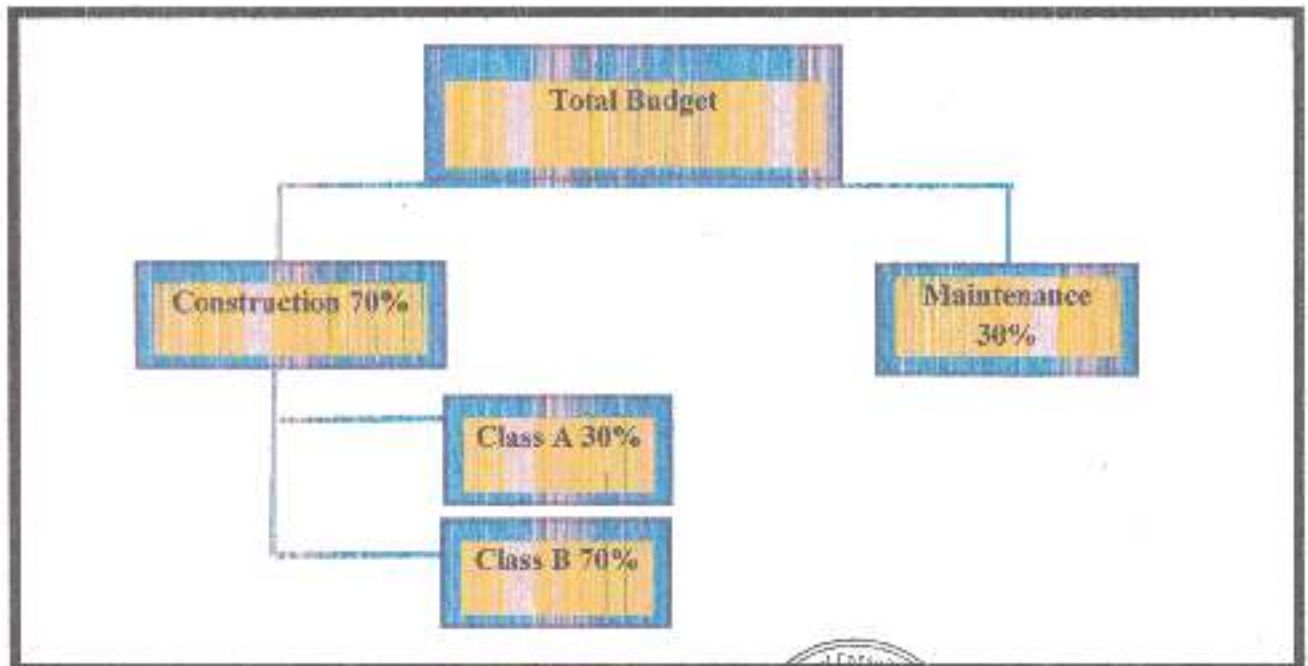 Total Budget
Construction 70%
Maintenance
30%
Class A 30%
Class B 70%